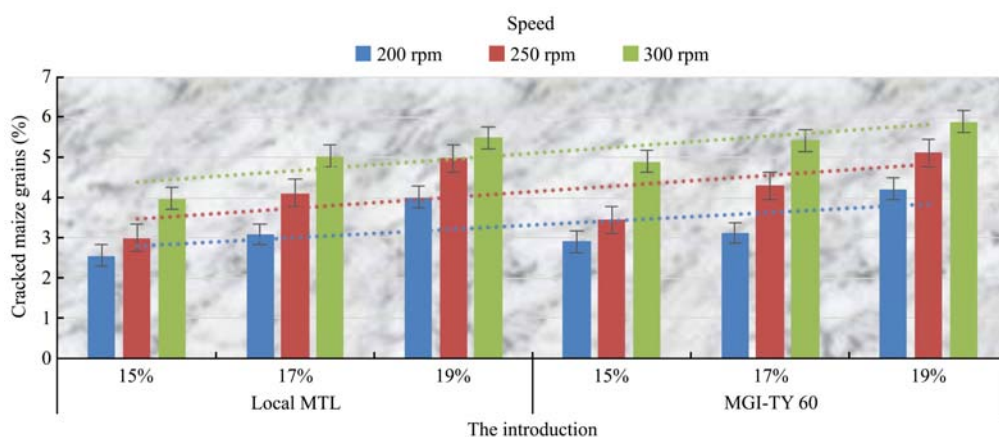 Speed
200 rpm 250 rpm 300 rpm
Cracked maize grains (%)
7
6
5
4
3
2
1
0
15% 17% 19% 15% 17% 19%
Local MTL MGI-TY 60
The introduction